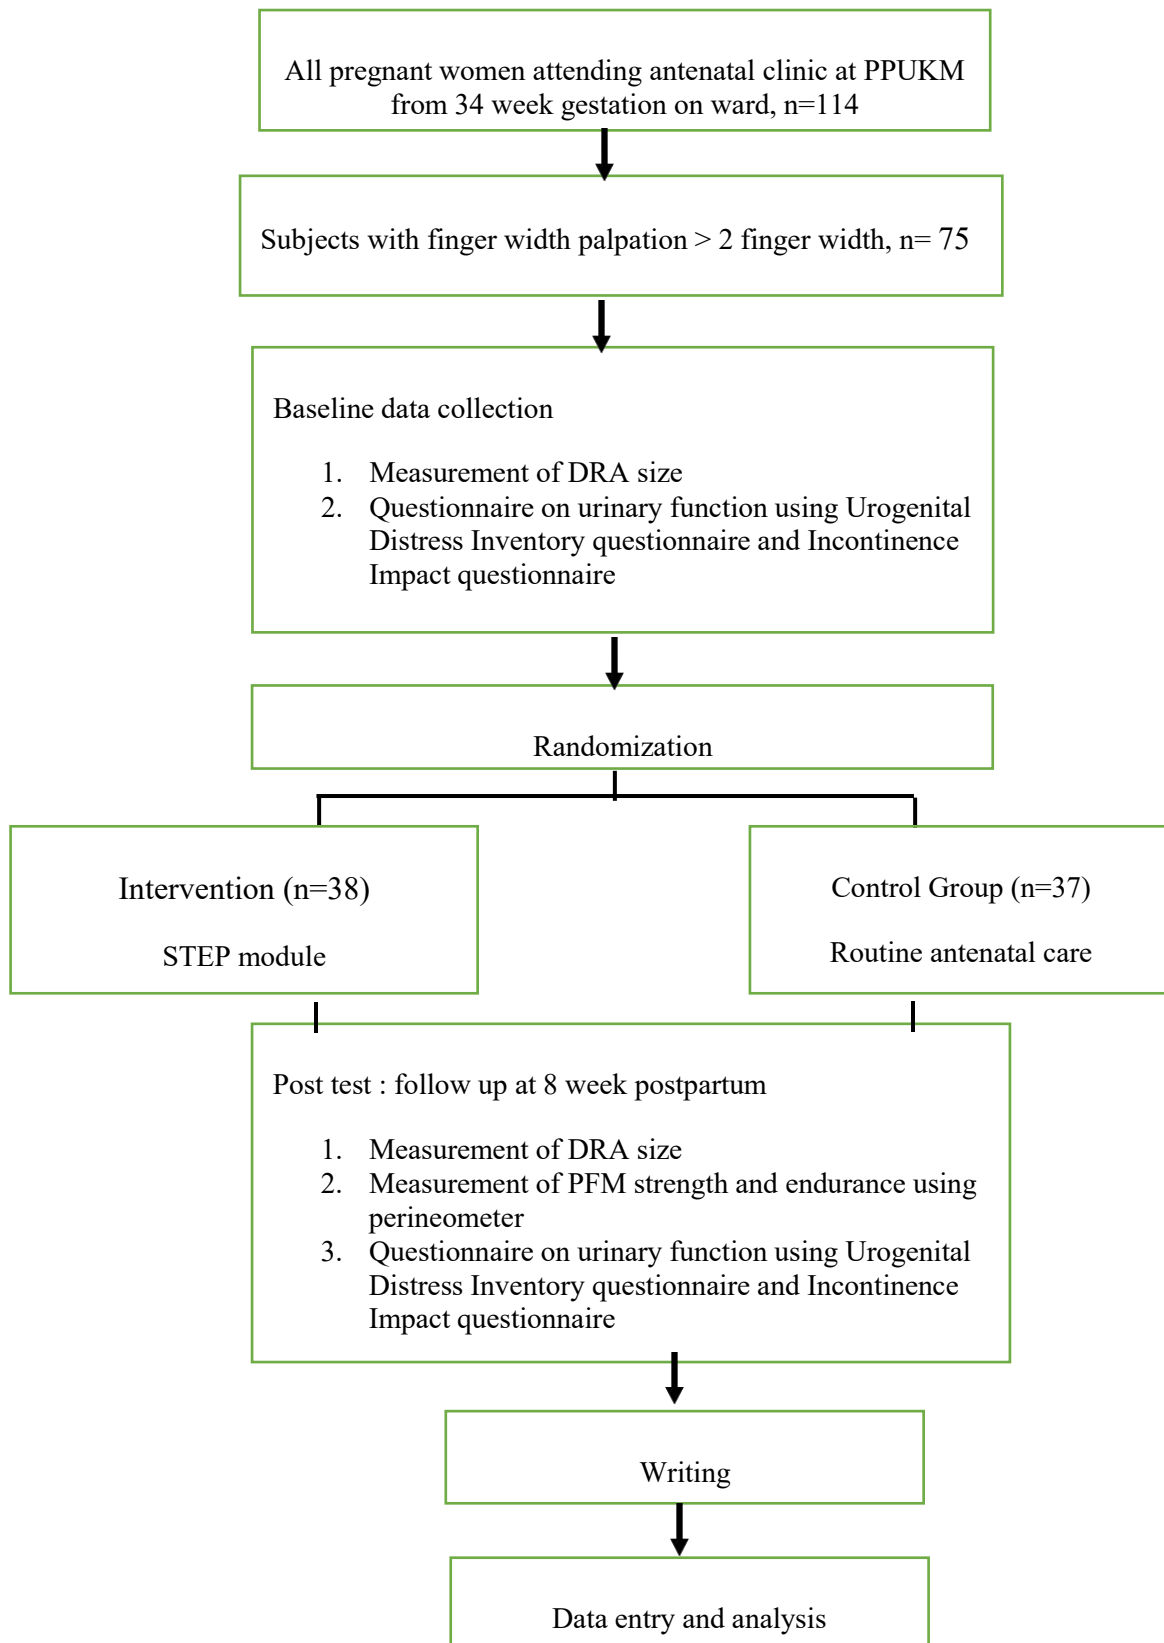 All pregnant women attending antenatal clinic at PPUKM
from 34 week gestation on ward, n=114
Subjects with finger width palpation > 2 finger width, n= 75
Baseline data collection
1. Measurement of DRA size
2. Questionnaire on urinary function using Urogenital
Distress Inventory questionnaire and Incontinence
Impact questionnaire
Randomization
Intervention (n=38)
STEP module
Control Group (n=37)
Routine antenatal care
Post test : follow up at 8 week postpartum
1. Measurement of DRA size
2. Measurement of PFM strength and endurance using
perineometer
3. Questionnaire on urinary function using Urogenital
Distress Inventory questionnaire and Incontinence
Impact questionnaire
Writing
Data entry and analysis